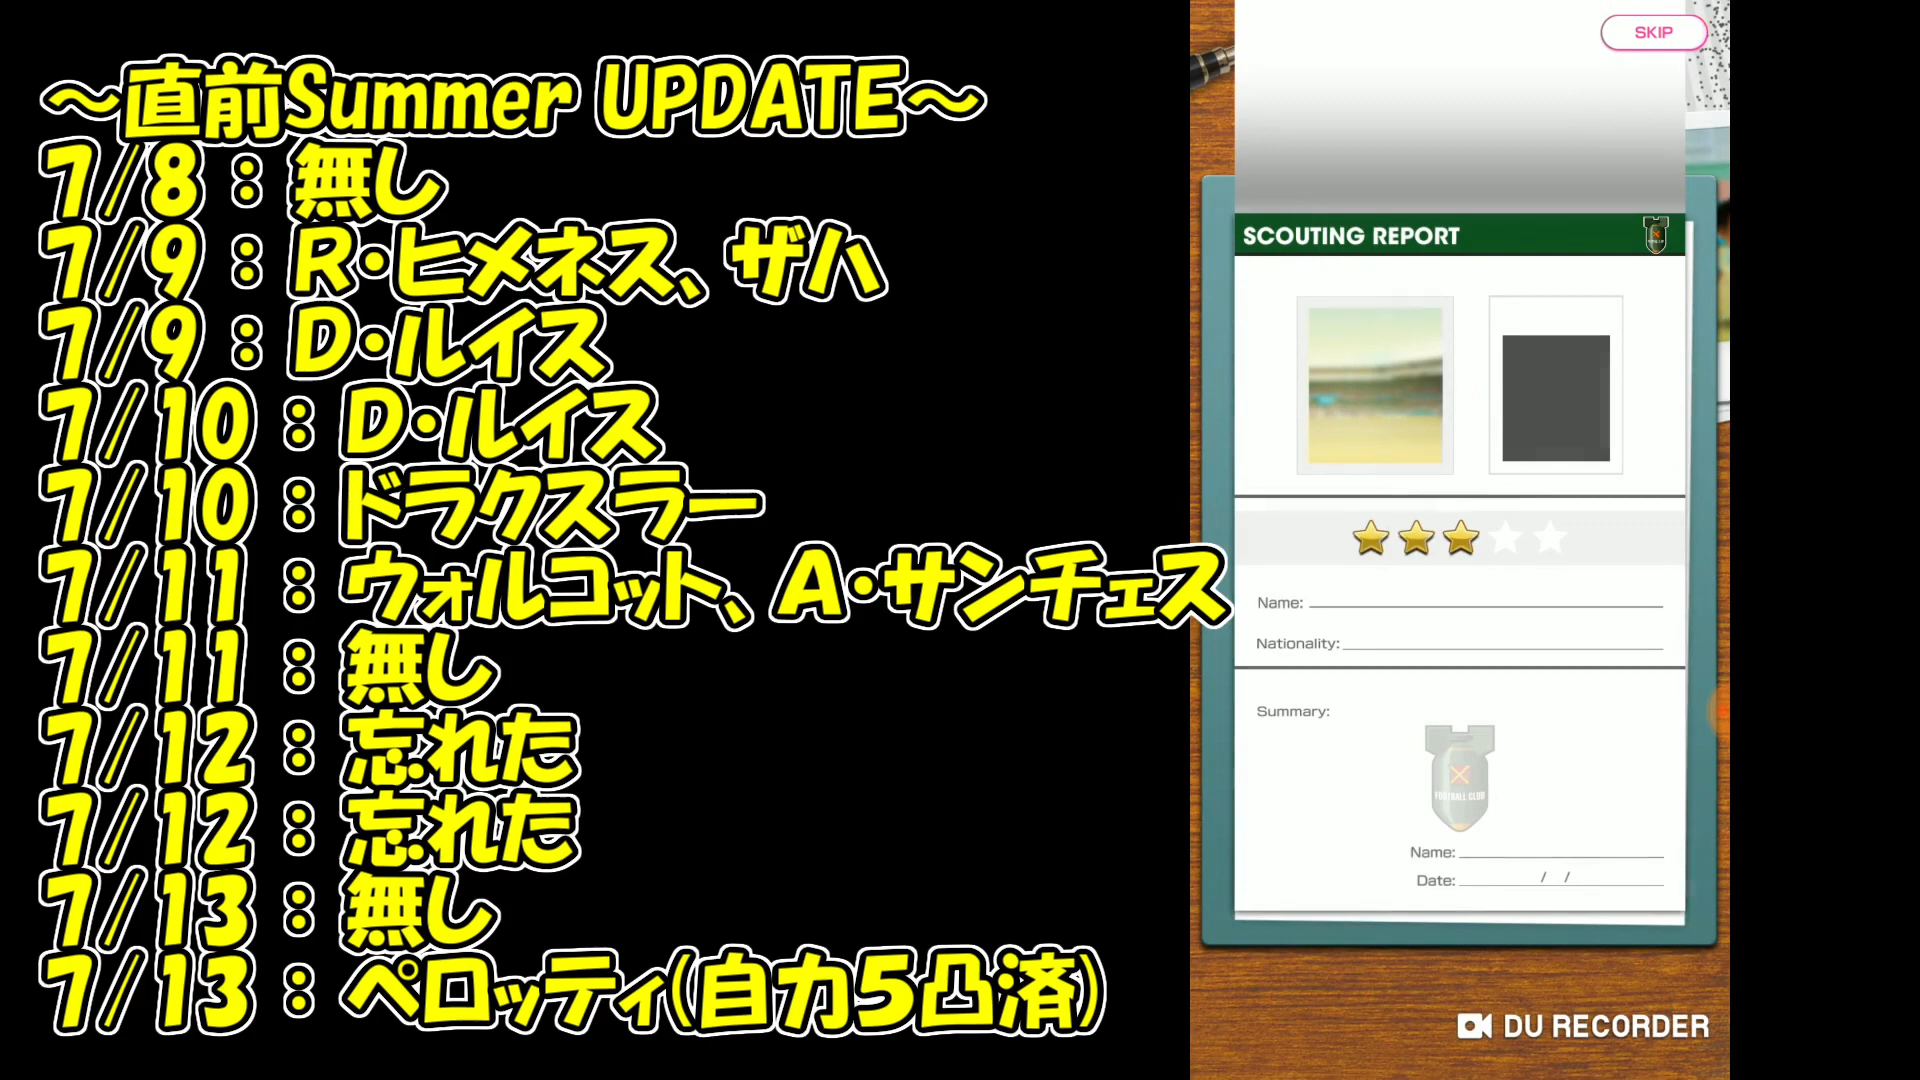 ～直前Summer UPDATE～
7/8：無し
7/9：R・ヒメネス、ザハ
7/9：D・ルイス
7/10：D・ルイス
7/10：ドラクスラー
7/11：ウォルコット、A・サンチェス
7/11：無し
7/12：忘れた
7/12：忘れた
7/13：無し
7/13：ペロッティ(自力5凸済)
SKIP
SCOUTING REPORT
Name:
Nationality:
Summary:
FOOTBALL CLUB
Name:
Date: / /
DU RECORDER